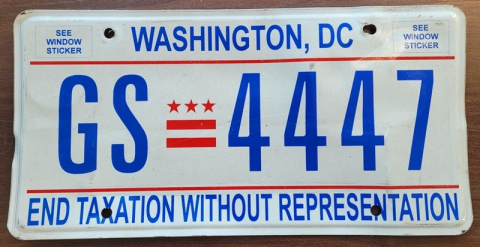 SEE
WINDOW
STICKER
WASHINGTON, DC
SEE
WINDOW
STICKER
GS 4447
END TAXATION WITHOUT REPRESENTATION